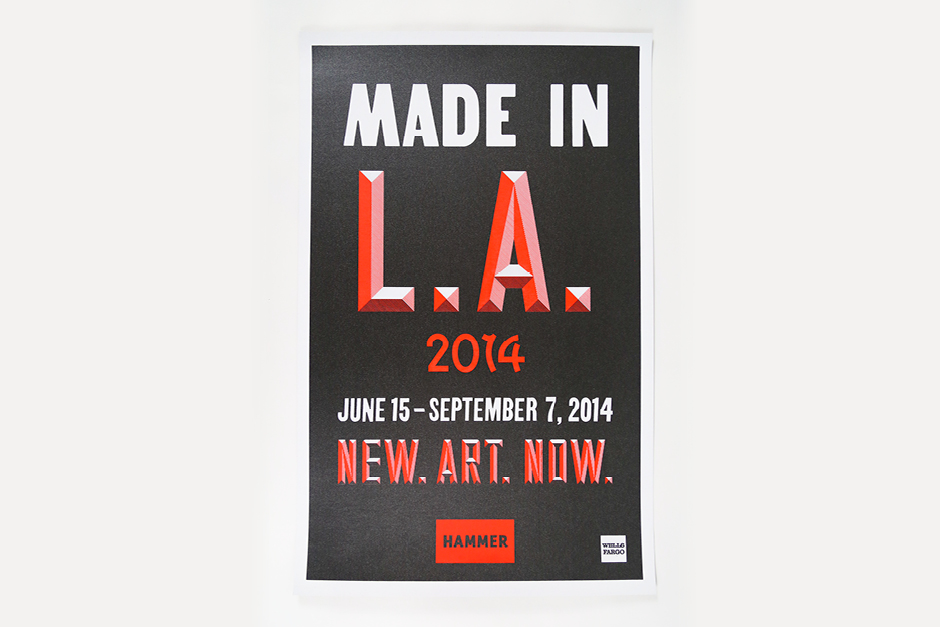 MADE IN
L.A.
2014
JUNE 15 – SEPTEMBER 7, 2014
NEW. ART. NOW.
HAMMER
WELLS
FARGO